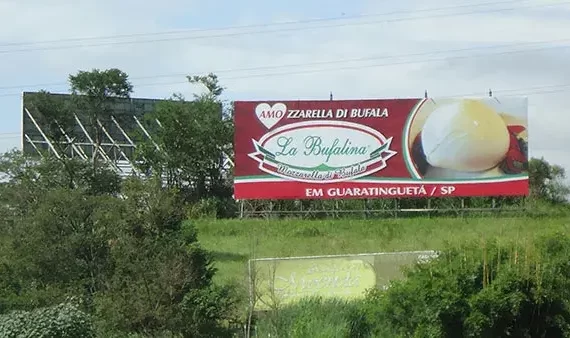 AMO ZZARELLA DI BUFALA
La Bufalina
Mozzarella di Bufala
EM GUARATINGUETÁ / SP